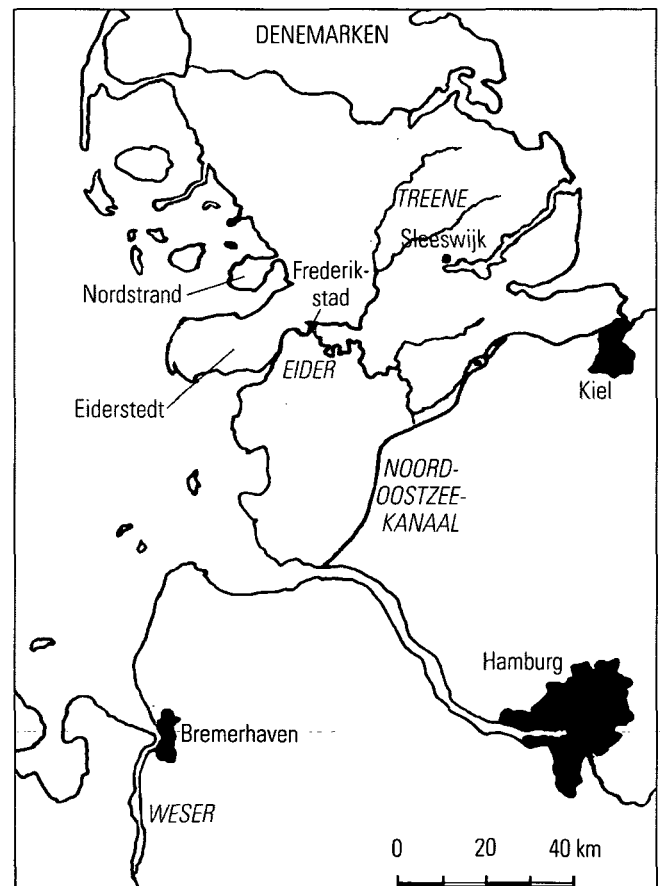 DENEMARKEN
TREENE
Sleeswijk
Nordstrand
Frederik-
stad
EIDER
Eiderstedt
Kiel
NOORD-
OOSTZEE-
KANAAL
Hamburg
Bremerhaven
WESER
0 20 40 km